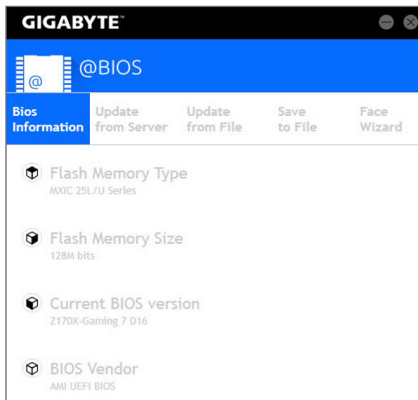 GIGABYTE™
@
@BIOS
Bios Information
Update from Server
Update from File
Save to File
Face Wizard
Flash Memory Type
MXIC 25L/U Series
Flash Memory Size
128M bits
Current BIOS version
Z170X-Gaming 7 D16
BIOS Vendor
AMI UEFI BIOS